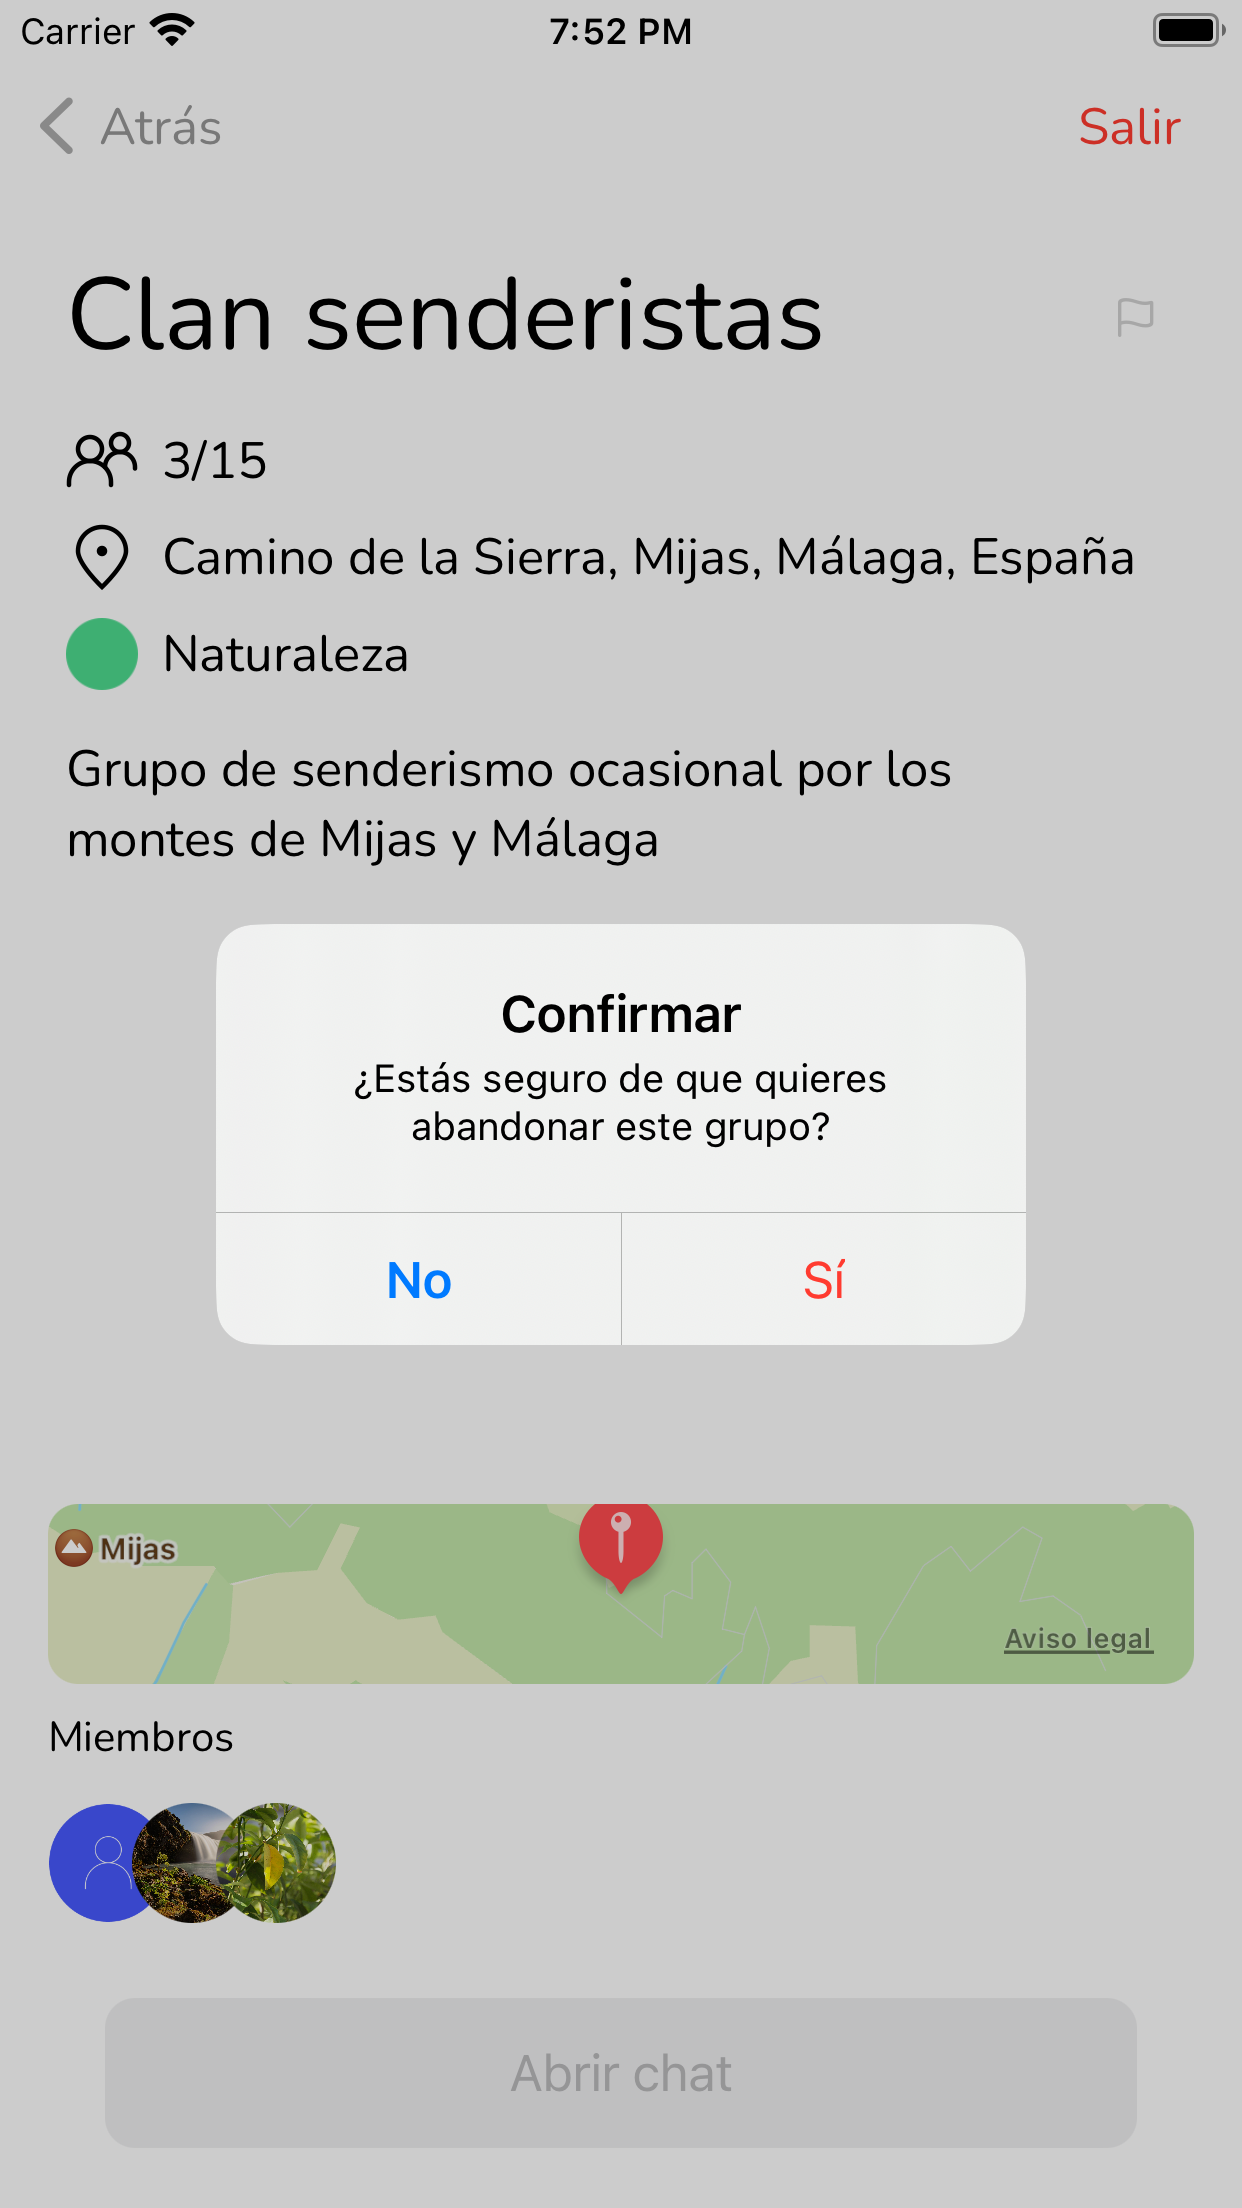 Carrier
7:52 PM
Atrás
Salir
Clan senderistas
3/15
Camino de la Sierra, Mijas, Málaga, España
Naturaleza
Grupo de senderismo ocasional por los
montes de Mijas y Málaga
Confirmar
¿Estás seguro de que quieres
abandonar este grupo?
No
Sí
Mijas
Aviso legal
Miembros
Abrir chat